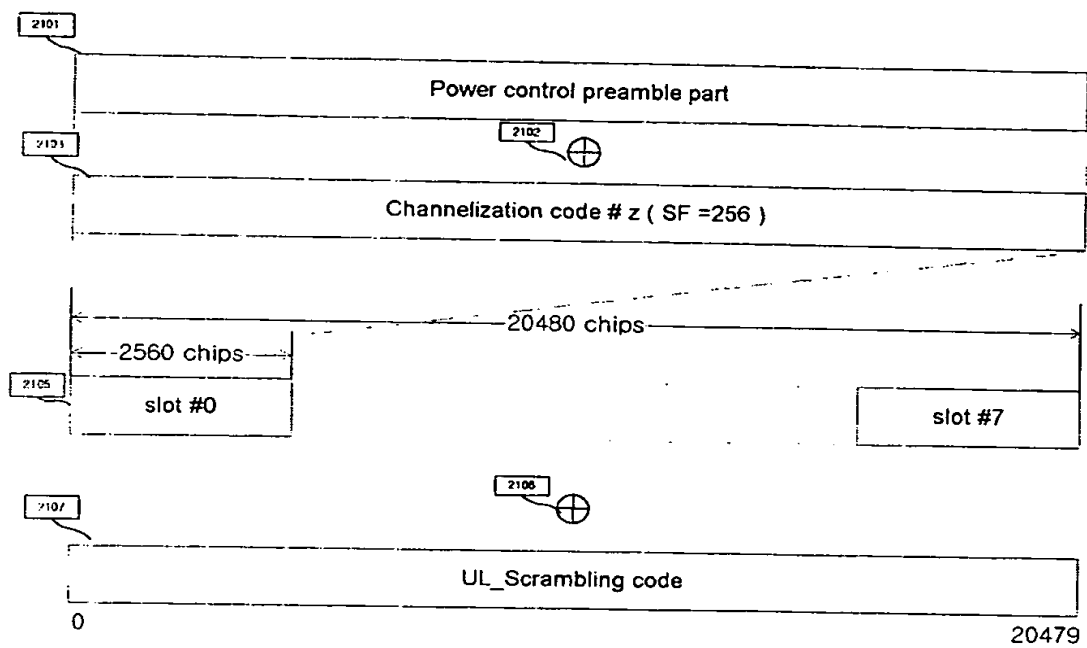 2101
Power control preamble part
2102
2103
Channelization code # z ( SF =256 )
20480 chips
2560 chips
2105
slot #0
slot #7
2106
2107
UL_Scrambling code
0
20479